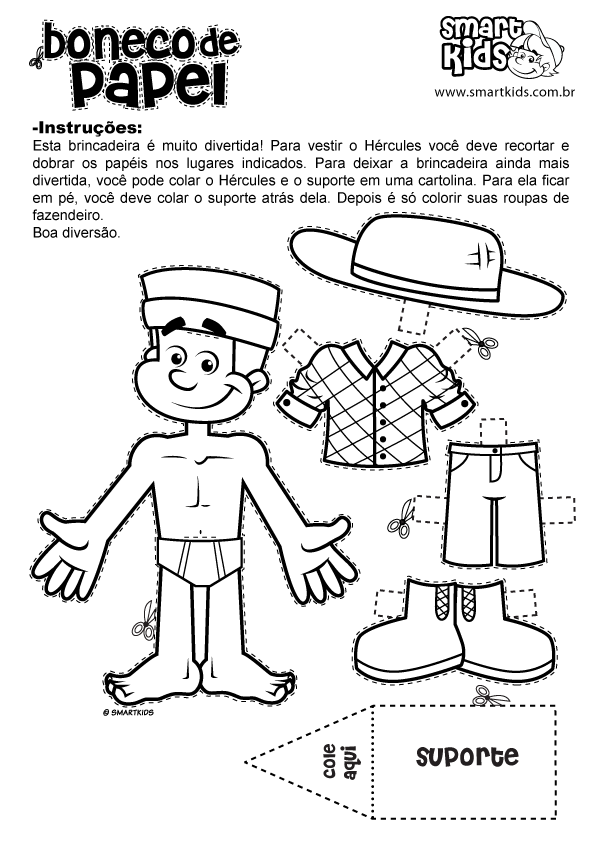 boneco de
papel
smart
kids
www.smartkids.com.br
-Instruções:
Esta brincadeira é muito divertida! Para vestir o Hércules você deve recortar e
dobrar os papéis nos lugares indicados. Para deixar a brincadeira ainda mais
divertida, você pode colar o Hércules e o suporte em uma cartolina. Para ela ficar
em pé, você deve colar o suporte atrás dela. Depois é só colorir suas roupas de
fazendeiro.
Boa diversão.
© SMARTKIDS
cole
aqui
suporte